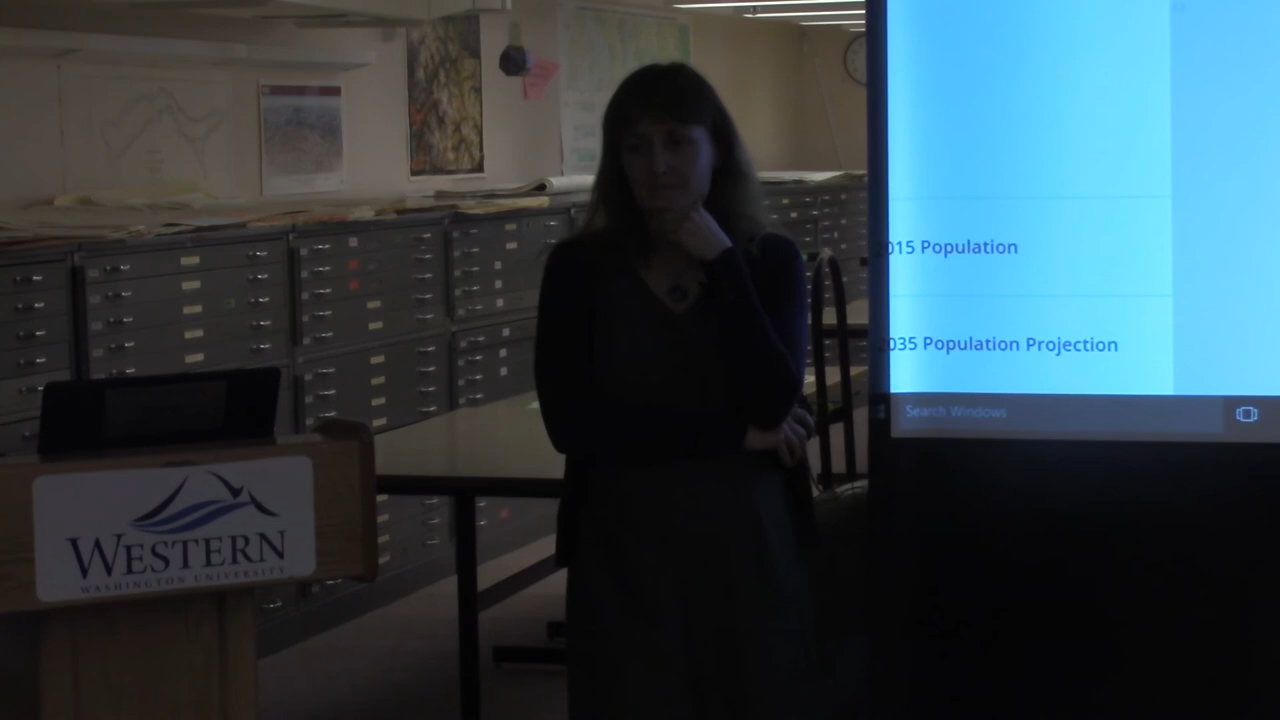 WESTERN
WASHINGTON UNIVERSITY
015 Population
035 Population Projection
Search Windows